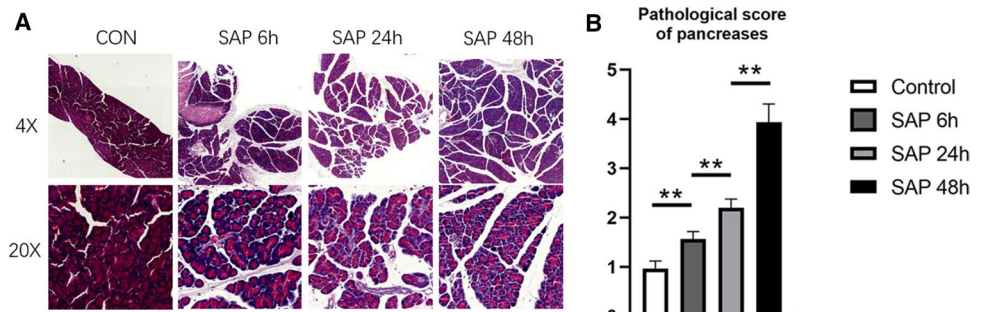 A
CON
SAP 6h
SAP 24h
SAP 48h
4X
20X
B
Pathological score
of pancreases
5
4
3
2
1
**
**
**
Control
SAP 6h
SAP 24h
SAP 48h